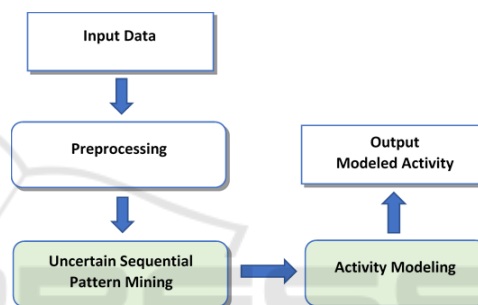 Input Data
Preprocessing
Output
Modeled Activity
Uncertain Sequential
Pattern Mining
Activity Modeling